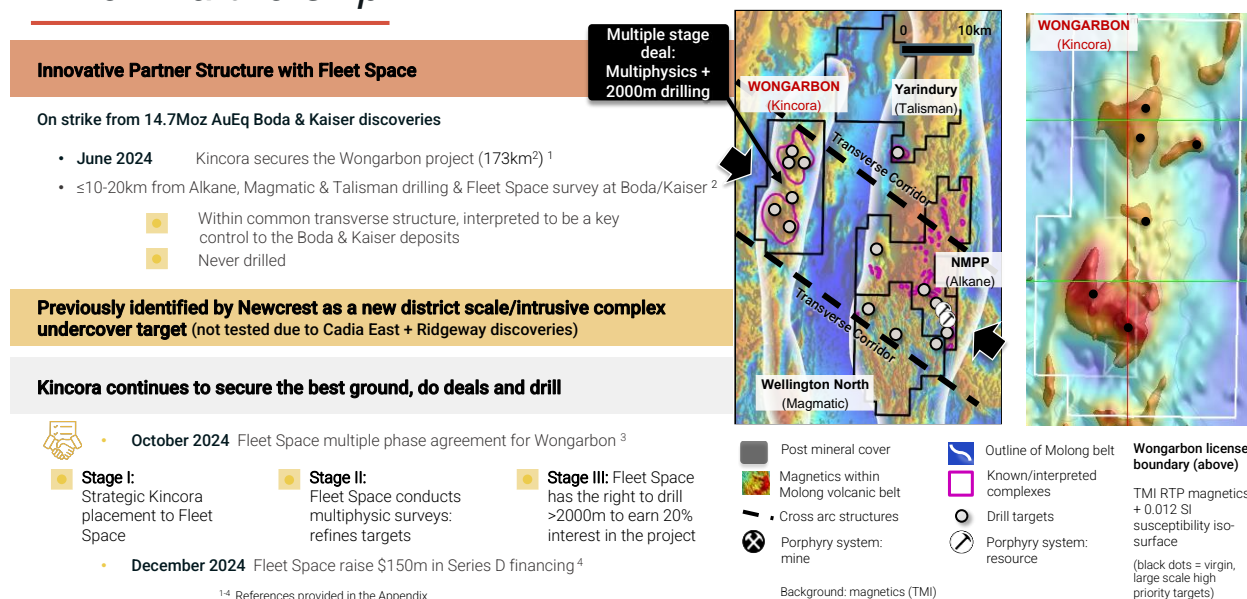 Innovative Partner Structure with Fleet Space
On strike from 14.7Moz AuEq Boda & Kaiser discoveries
• June 2024 Kincora secures the Wongarbon project (173km²) ¹
• ≤10-20km from Alkane, Magmatic & Talisman drilling & Fleet Space survey at Boda/Kaiser ²
Within common transverse structure, interpreted to be a key
control to the Boda & Kaiser deposits
Never drilled
Previously identified by Newcrest as a new district scale/intrusive complex
undercover target (not tested due to Cadia East + Ridgeway discoveries)
Kincora continues to secure the best ground, do deals and drill
• October 2024 Fleet Space multiple phase agreement for Wongarbon ³
Stage I:
Strategic Kincora
placement to Fleet
Space
Stage II:
Fleet Space conducts
multiphysic surveys:
refines targets
Stage III: Fleet Space
has the right to drill
>2000m to earn 20%
interest in the project
• December 2024 Fleet Space raise $150m in Series D financing ⁴
¹⁻⁴ References provided in the Appendix
Multiple stage
deal:
Multiphysics +
2000m drilling
0 10km
WONGARBON
(Kincora)
Yarindury
(Talisman)
Transverse Corridor
NMPP
(Alkane)
Transverse Corridor
Wellington North
(Magmatic)
WONGARBON
(Kincora)
Post mineral cover
Magnetics within
Molong volcanic belt
Cross arc structures
Porphyry system:
mine
Outline of Molong belt
Known/interpreted
complexes
Drill targets
Porphyry system:
resource
Background: magnetics (TMI)
Wongarbon license
boundary (above)
TMI RTP magnetics
+ 0.012 SI
susceptibility iso-
surface
(black dots = virgin,
large scale high
priority targets)